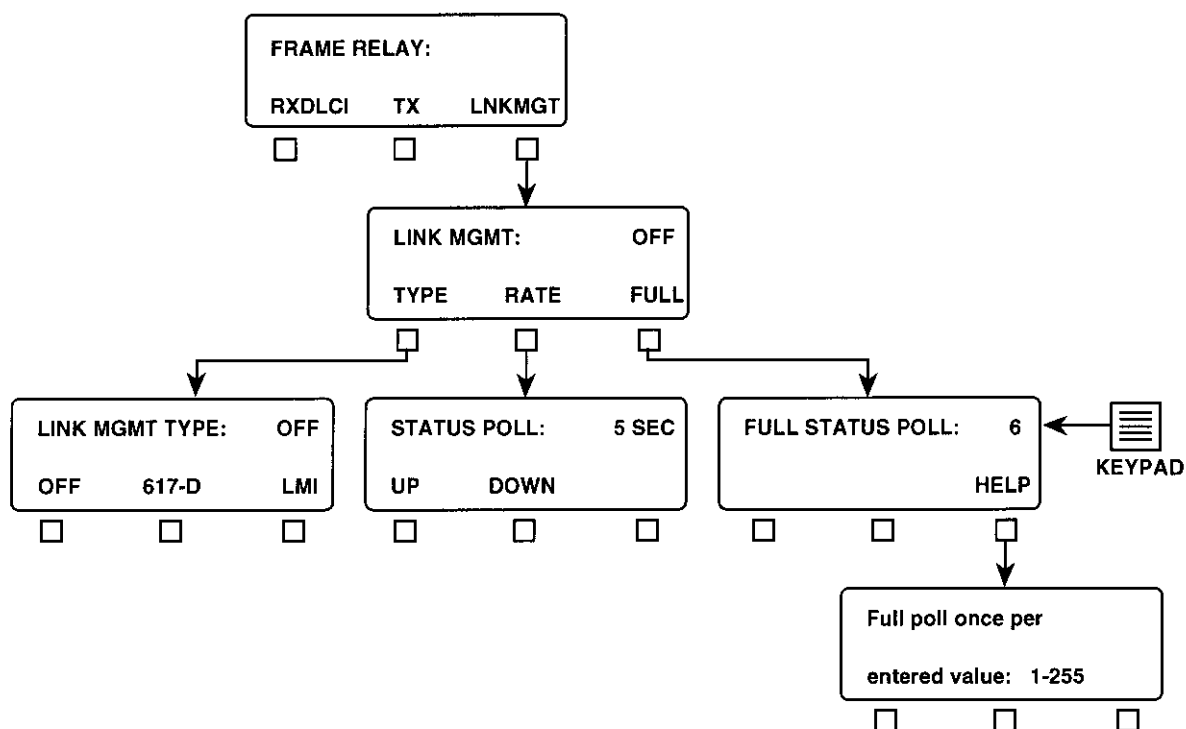 FRAME RELAY:
RXDLCI TX LNKMGT
LINK MGMT: OFF
TYPE RATE FULL
LINK MGMT TYPE: OFF
OFF 617-D LMI
STATUS POLL: 5 SEC
UP DOWN
FULL STATUS POLL: 6
HELP
KEYPAD
Full poll once per
entered value: 1-255